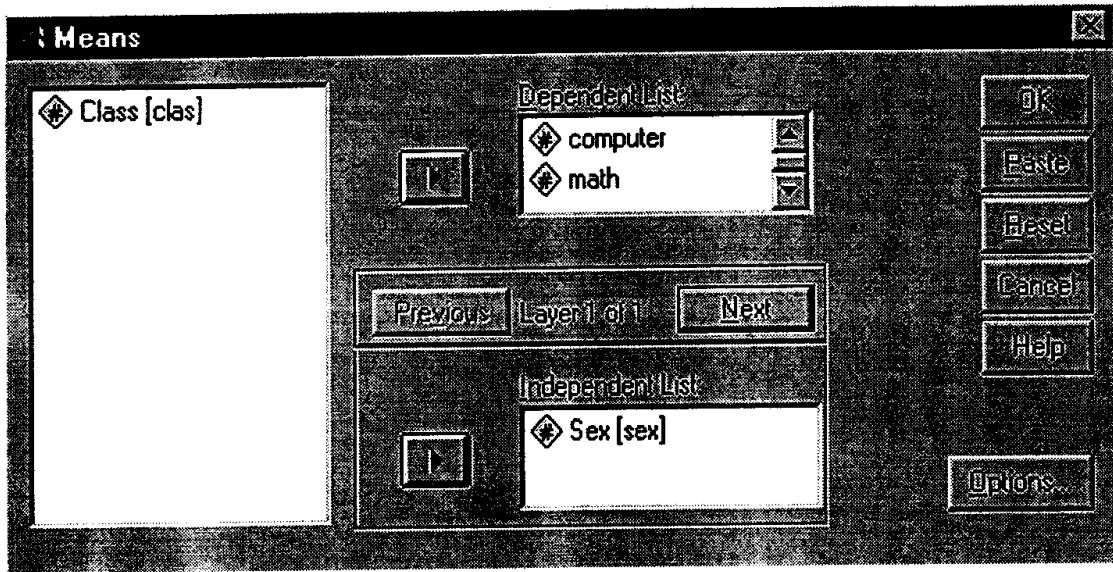 Means
Class [clas]
Dependent List:
computer
math
Previous
Layer 1 of 1
Next
Independent List:
Sex [sex]
OK
Paste
Reset
Cancel
Help
Options...